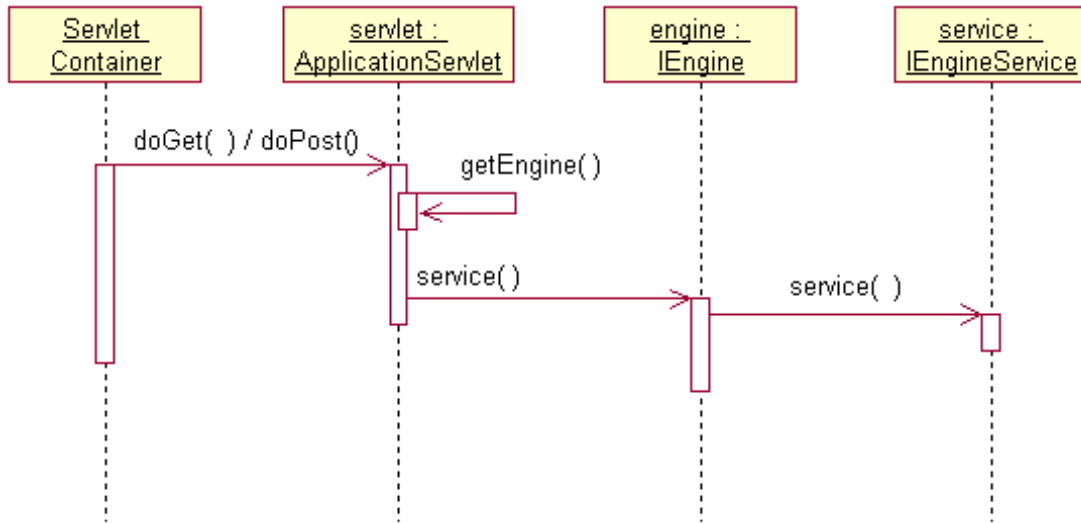 Servlet
Container
servlet :
ApplicationServlet
engine :
IEngine
service :
IEngineService
doGet(  ) / doPost()
getEngine( )
service( )
service(  )